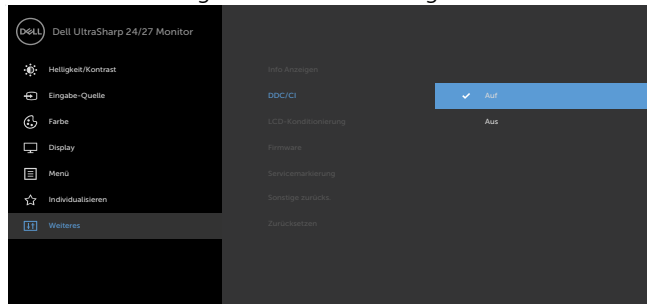 DELL Dell UltraSharp 24/27 Monitor
Helligkeit/Kontrast
Eingabe-Quelle
Farbe
Display
Menü
Individualisieren
Weiteres
Info Anzeigen
DDC/CI
LCD-Konditionierung
Firmware
Servicemarkierung
Sonstige zurücks.
Zurücksetzen
Auf
Aus